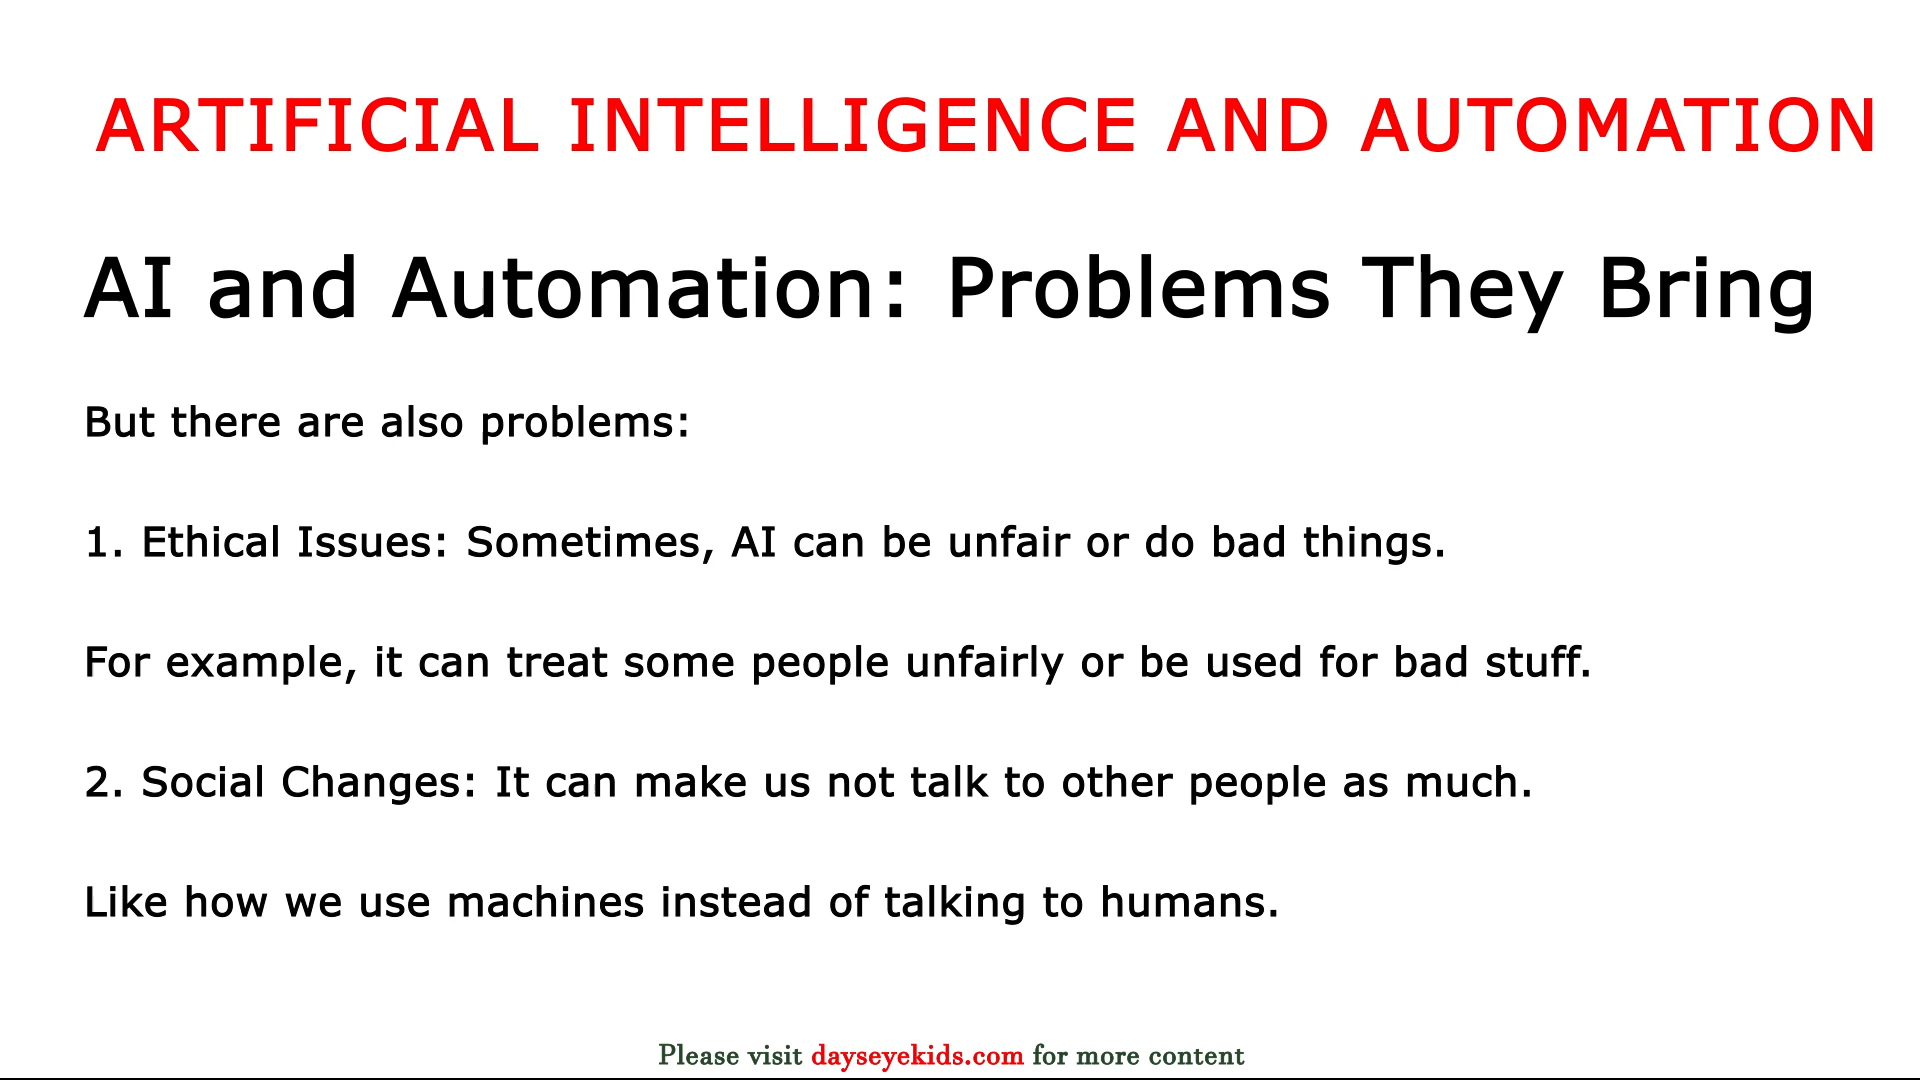 ARTIFICIAL INTELLIGENCE AND AUTOMATION
AI and Automation: Problems They Bring
But there are also problems:
1. Ethical Issues: Sometimes, AI can be unfair or do bad things.
For example, it can treat some people unfairly or be used for bad stuff.
2. Social Changes: It can make us not talk to other people as much.
Like how we use machines instead of talking to humans.
Please visit dayseyekids.com for more content